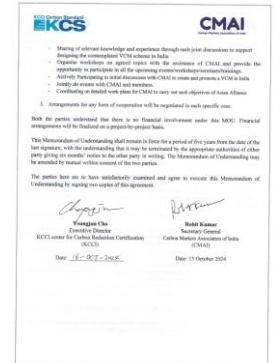 KCCI Carbon Standard
KCS
CMAI
Carbon Markets Association of India
- Sharing of relevant knowledge and experience through such joint discussions to support
designing the contemplated VCM scheme in India.
- Organize workshops on agreed topics with the assistance of CMAI and provide the
opportunity to participate in all the upcoming events/workshops/seminars/trainings.
- Actively Participating in initial discussions with CMAI to create and promote a VCM in India
- Jointly do events with CMAI and members.
- Coordinating on detailed work plan for CMAI to carry out such objectives of Asian Alliance
3. Arrangements for any form of cooperation will be negotiated in each specific case.
Both the parties understand that there is no financial involvement under this MOU. Financial
arrangements will be finalized on a project-by-project basis.
This Memorandum of Understanding shall remain in force for a period of five years from the date of the
last signature, with the understanding that it may be terminated by the appropriate authorities of either
party giving six months' notice to the other party in writing. The Memorandum of Understanding may
be amended by mutual written consent of the two parties.
The parties here are to have satisfactorily examined and agree to execute this Memorandum of
Understanding by signing two copies of this agreement.
Youngjun Cho
Executive Director
KCCI center for Carbon Reduction Certification
(KCCI)
Date: 16-OCT-2024
Rohit Kumar
Secretary General
Carbon Markets Association of India
(CMAI)
Date: 15 October 2024